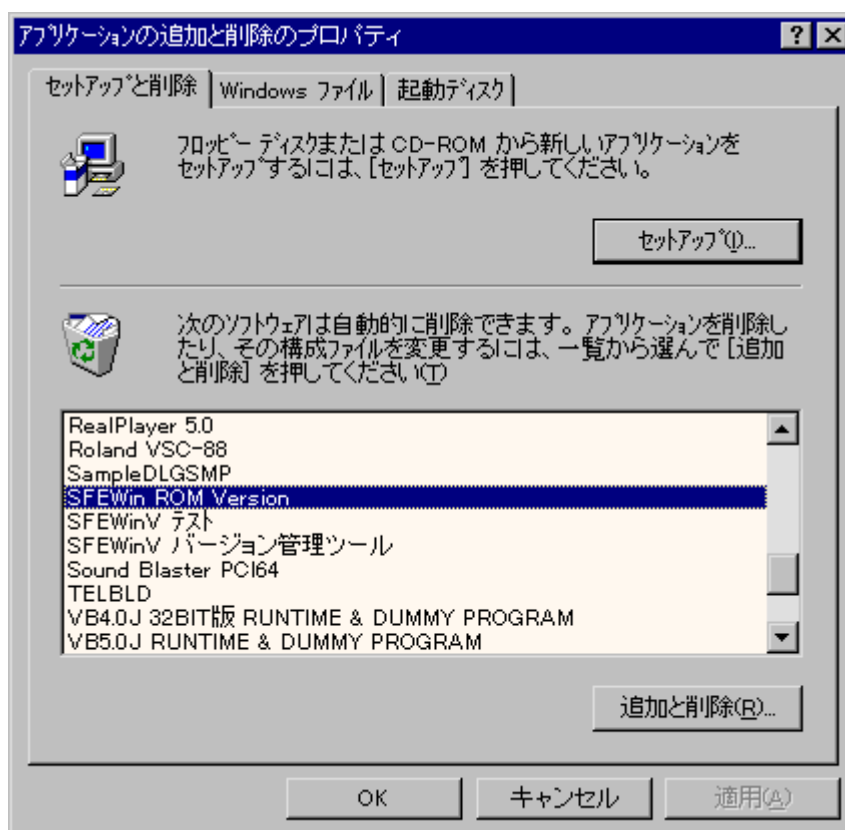 アプリケーションの追加と削除のプロパティ
セットアップと削除 Windows ファイル 起動ディスク
フロッピー ディスクまたは CD-ROM から新しいアプリケーションを
セットアップするには、[セットアップ] を押してください。
セットアップ(I)...
次のソフトウェアは自動的に削除できます。アプリケーションを削除し
たり、その構成ファイルを変更するには、一覧から選んで [追加
と削除] を押してください(T)
RealPlayer 5.0
Roland VSC-88
SampleDLGSMP
SFEWin ROM Version
SFEWinV テスト
SFEWinV バージョン管理ツール
Sound Blaster PCI64
TELBLD
VB4.0J 32BIT版 RUNTIME & DUMMY PROGRAM
VB5.0J RUNTIME & DUMMY PROGRAM
追加と削除(R)...
OK キャンセル 適用(A)